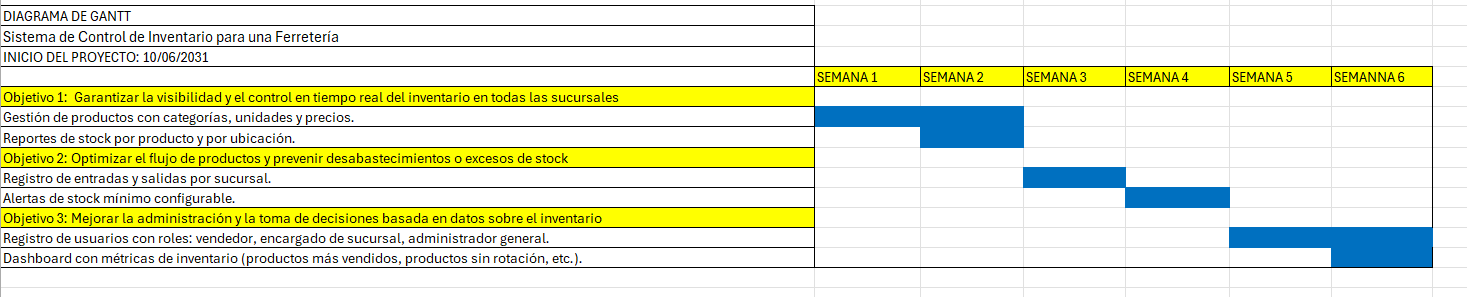 DIAGRAMA DE GANTT
Sistema de Control de Inventario para una Ferretería
INICIO DEL PROYECTO: 10/06/2031
SEMANA 1 SEMANA 2 SEMANA 3 SEMANA 4 SEMANA 5 SEMANNA 6
Objetivo 1: Garantizar la visibilidad y el control en tiempo real del inventario en todas las sucursales
Gestión de productos con categorías, unidades y precios.
Reportes de stock por producto y por ubicación.
Objetivo 2: Optimizar el flujo de productos y prevenir desabastecimientos o excesos de stock
Registro de entradas y salidas por sucursal.
Alertas de stock mínimo configurable.
Objetivo 3: Mejorar la administración y la toma de decisiones basada en datos sobre el inventario
Registro de usuarios con roles: vendedor, encargado de sucursal, administrador general.
Dashboard con métricas de inventario (productos más vendidos, productos sin rotación, etc.).